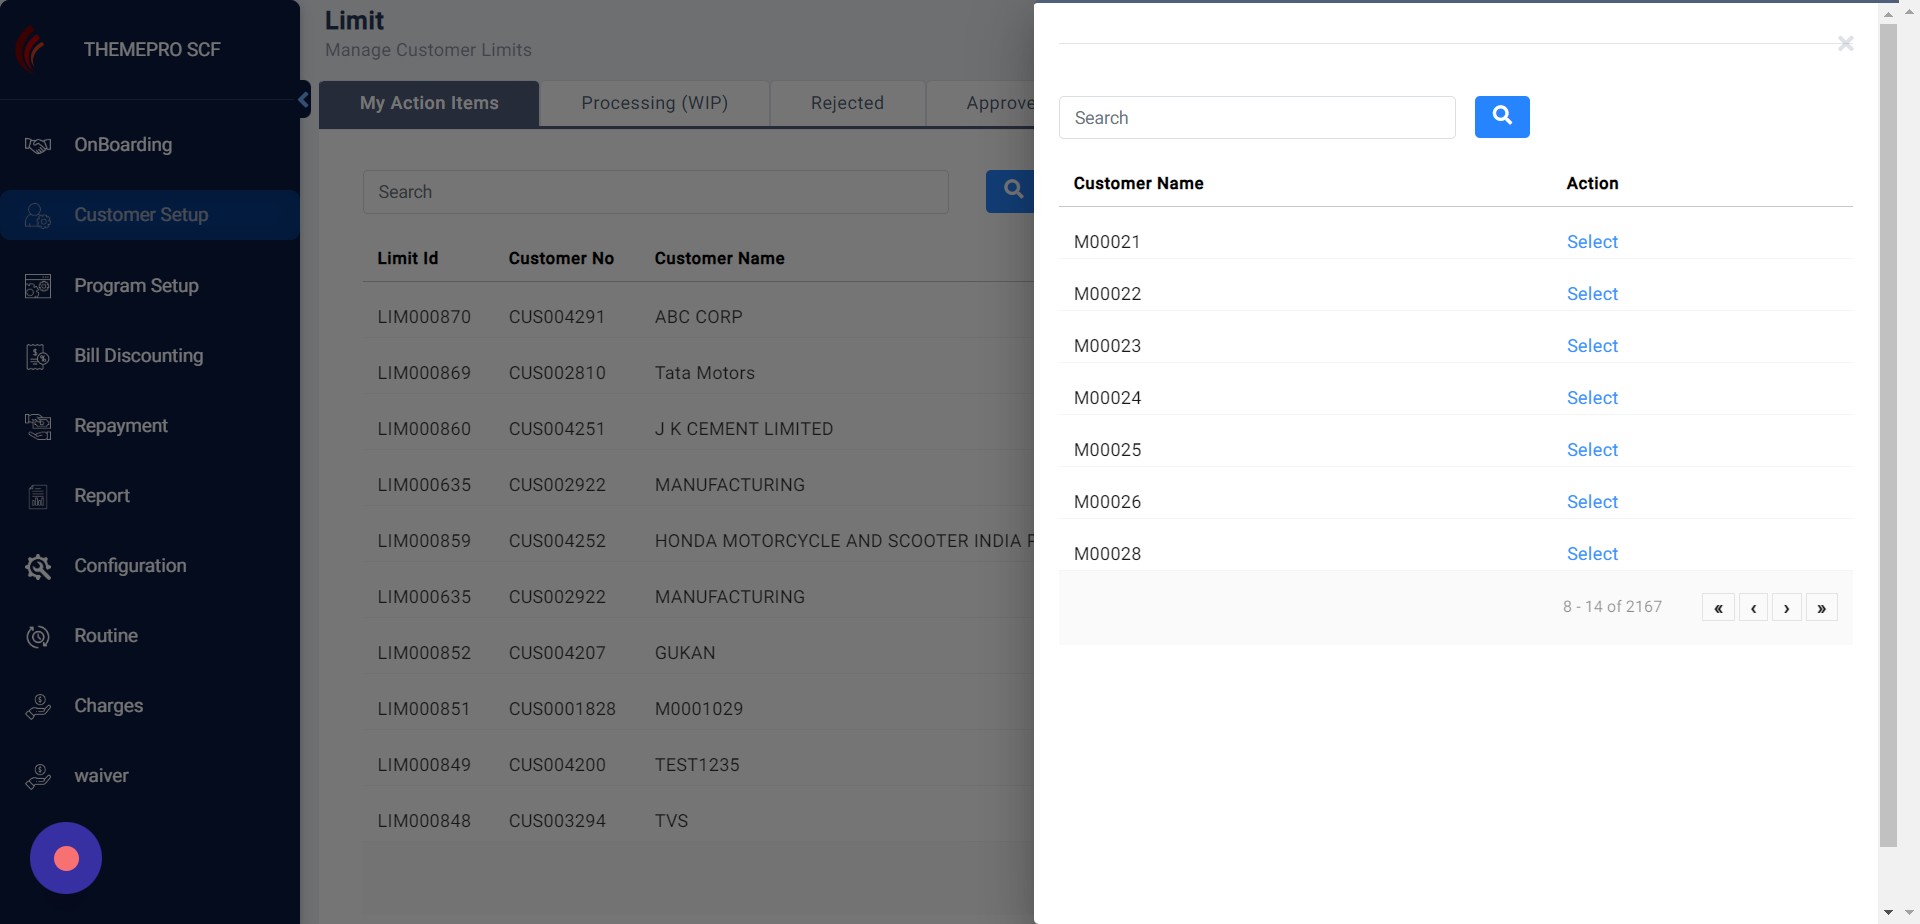 THEMEPRO SCF
OnBoarding
Customer Setup
Program Setup
Bill Discounting
Repayment
Report
Configuration
Routine
Charges
waiver
Limit
Manage Customer Limits
My Action Items
Processing (WIP)
Rejected
Approve
Search
Limit Id Customer No Customer Name
LIM000870 CUS004291 ABC CORP
LIM000869 CUS002810 Tata Motors
LIM000860 CUS004251 J K CEMENT LIMITED
LIM000635 CUS002922 MANUFACTURING
LIM000859 CUS004252 HONDA MOTORCYCLE AND SCOOTER INDIA
LIM000635 CUS002922 MANUFACTURING
LIM000852 CUS004207 GUKAN
LIM000851 CUS0001828 M0001029
LIM000849 CUS004200 TEST1235
LIM000848 CUS003294 TVS
Search
Customer Name Action
M00021 Select
M00022 Select
M00023 Select
M00024 Select
M00025 Select
M00026 Select
M00028 Select
8 - 14 of 2167 « ‹ › »